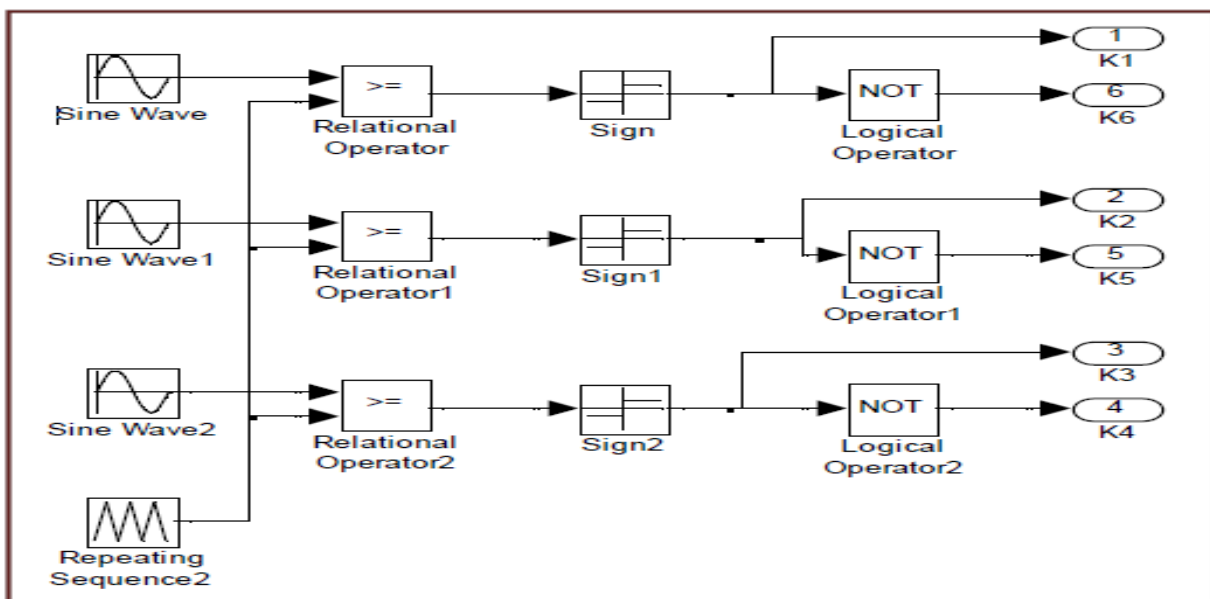 1
K1
>=
NOT
6
K6
Sine Wave
Relational
Operator
Sign
Logical
Operator
2
K2
>=
NOT
5
K5
Sine Wave1
Relational
Operator1
Sign1
Logical
Operator1
3
K3
>=
NOT
4
K4
Sine Wave2
Relational
Operator2
Sign2
Logical
Operator2
Repeating
Sequence2